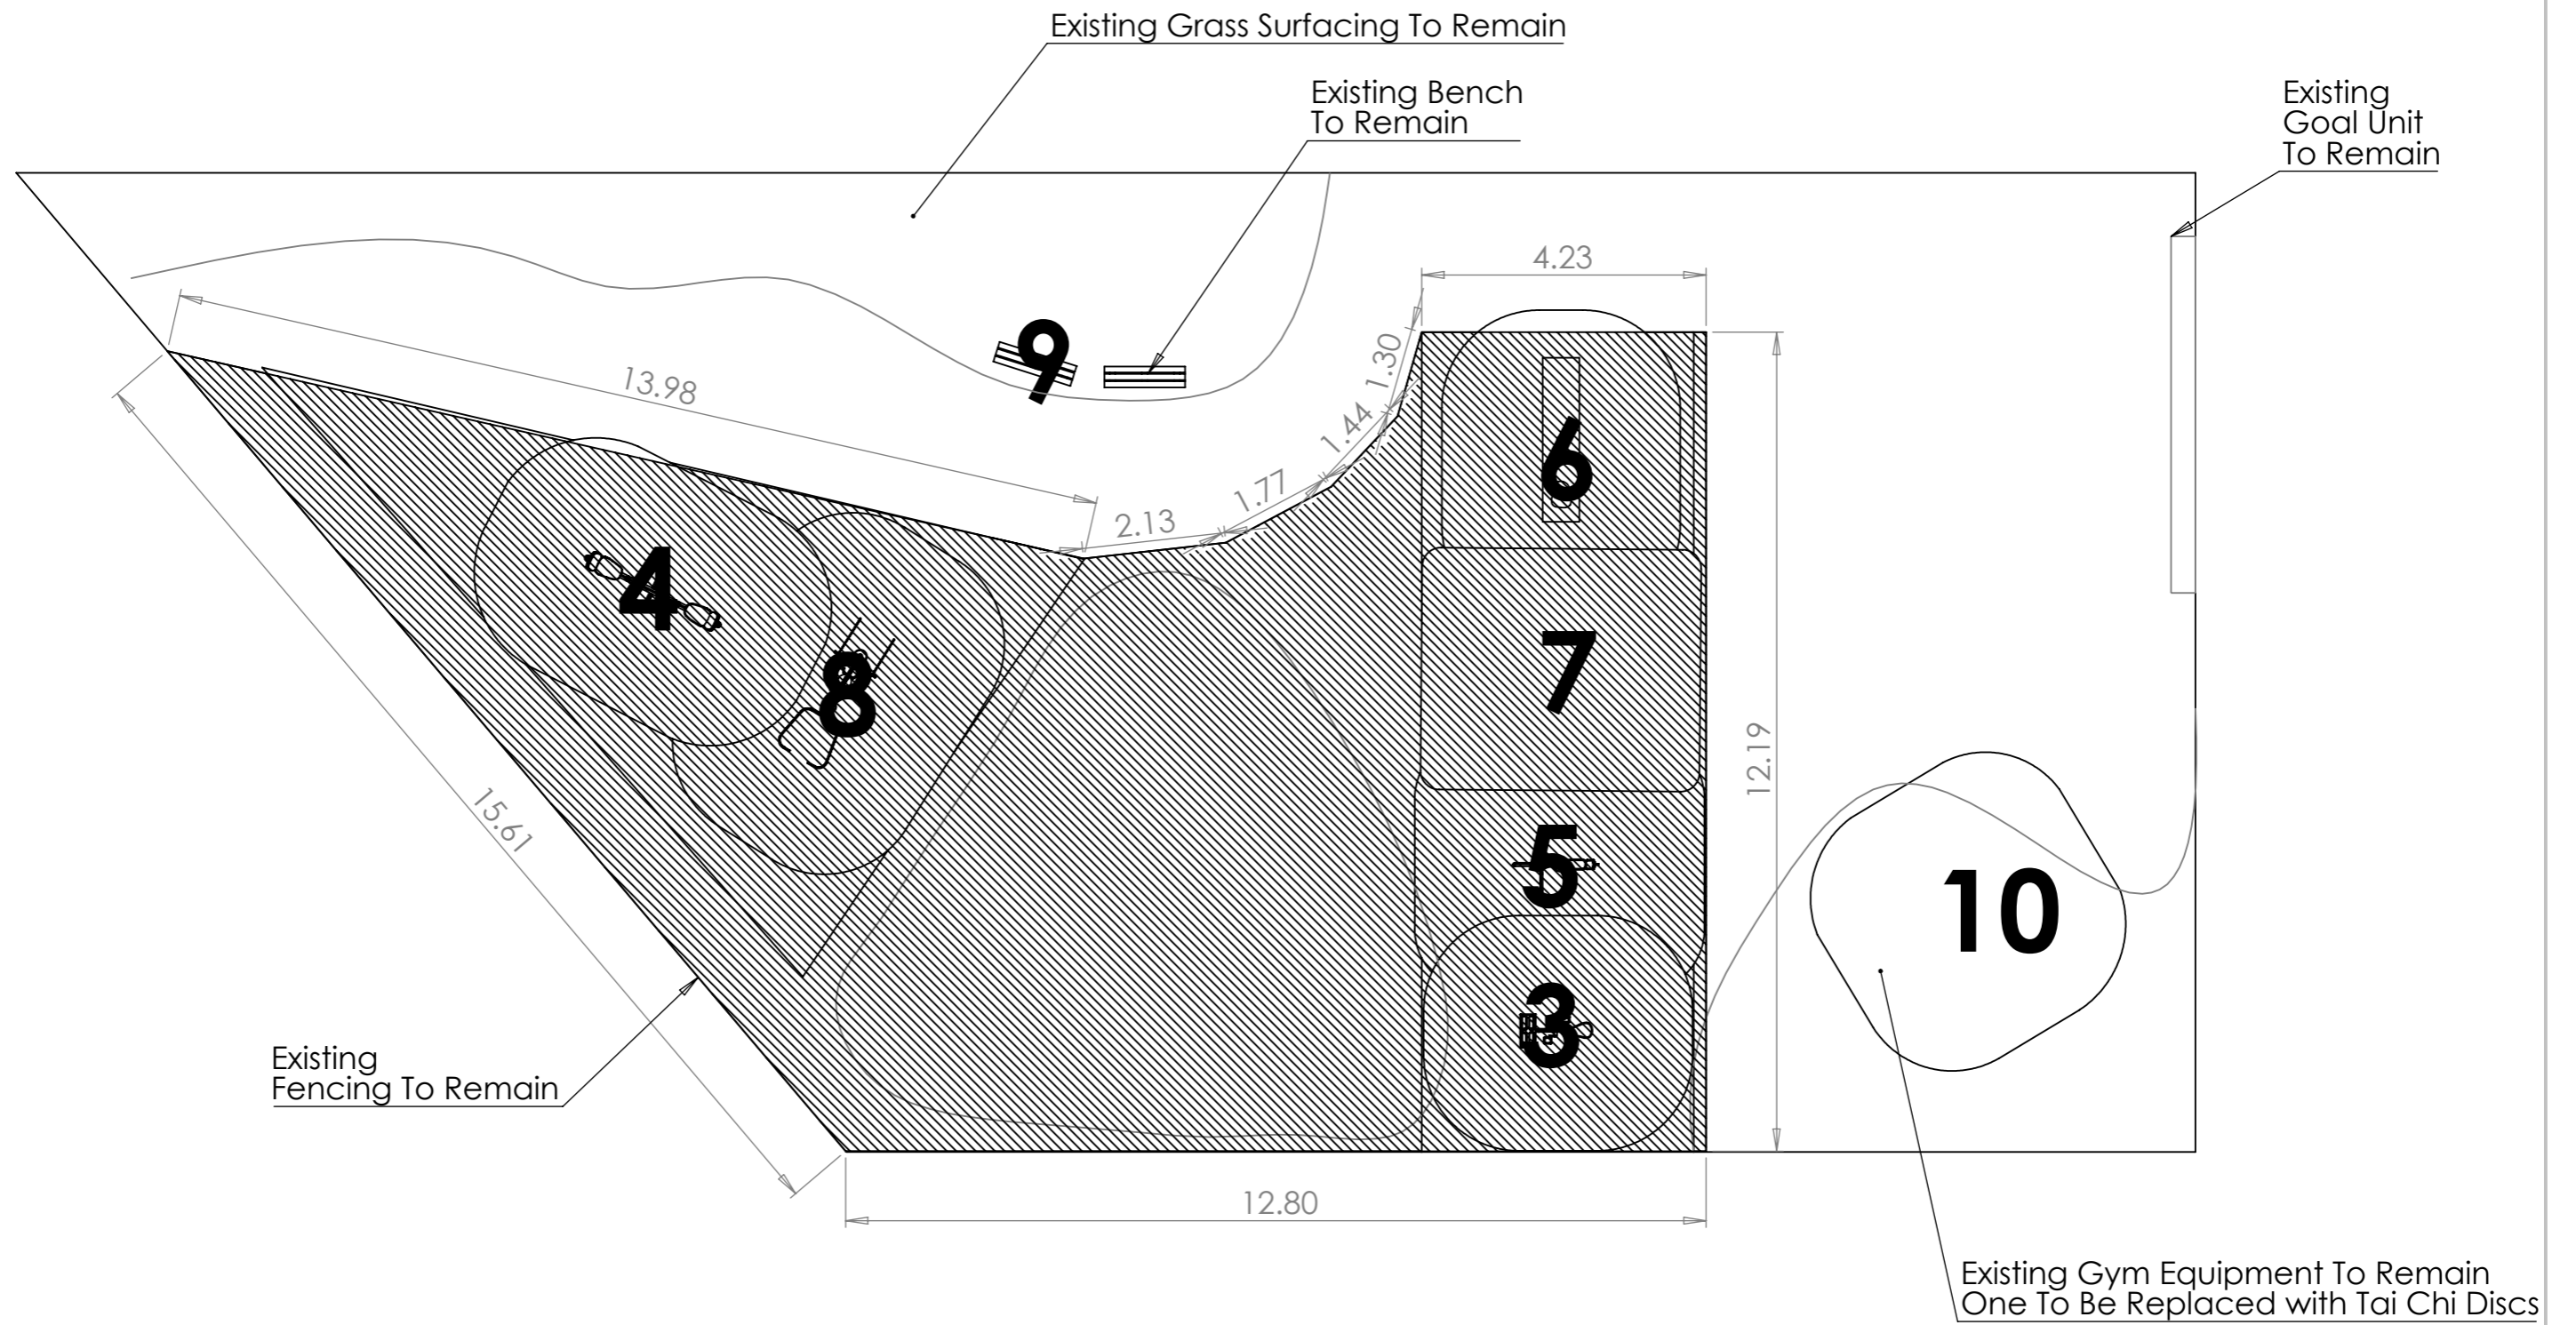 Existing Grass Surfacing To Remain
Existing Bench
To Remain
Existing
Goal Unit
To Remain
4.23
9
1.30
13.98
1.44
6
1.77
2.13
4
7
8
12.19
15.61
5
10
3
Existing
Fencing To Remain
12.80
Existing Gym Equipment To Remain
One To Be Replaced with Tai Chi Discs